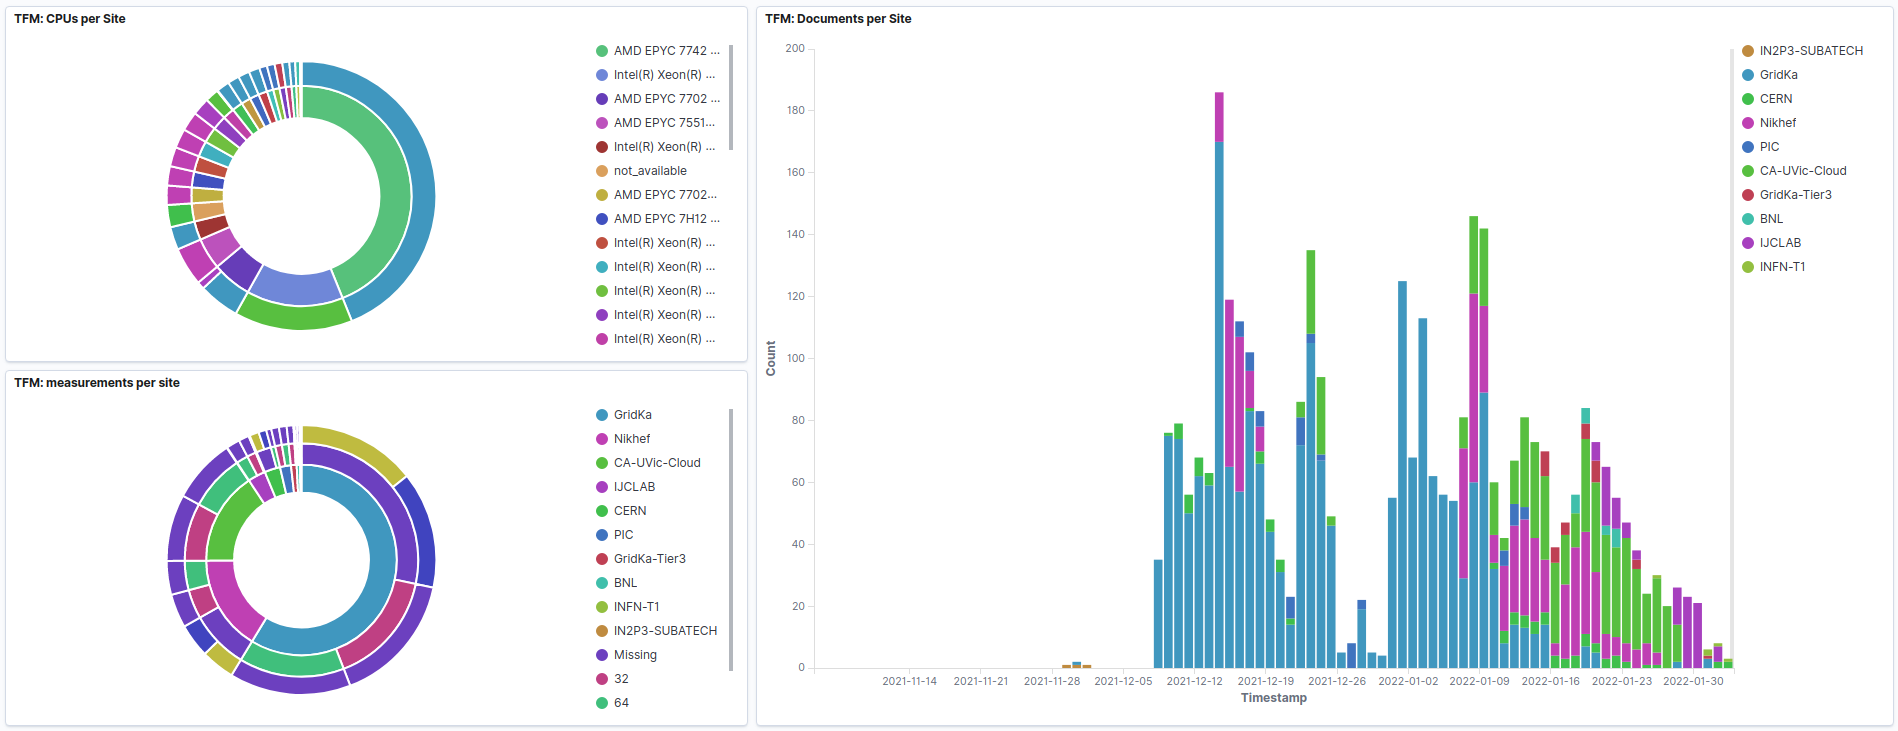 TFM: CPUs per Site
AMD EPYC 7742 ...
Intel(R) Xeon(R) ...
AMD EPYC 7702 ...
AMD EPYC 7551...
Intel(R) Xeon(R) ...
not_available
AMD EPYC 7702...
AMD EPYC 7H12 ...
Intel(R) Xeon(R) ...
Intel(R) Xeon(R) ...
Intel(R) Xeon(R) ...
Intel(R) Xeon(R) ...
Intel(R) Xeon(R) ...
TFM: measurements per site
GridKa
Nikhef
CA-UVic-Cloud
IJCLAB
CERN
PIC
GridKa-Tier3
BNL
INFN-T1
IN2P3-SUBATECH
Missing
32
64
TFM: Documents per Site
200
180
160
140
120
100
80
60
40
20
0
Count
2021-11-14 2021-11-21 2021-11-28 2021-12-05 2021-12-12 2021-12-19 2021-12-26 2022-01-02 2022-01-09 2022-01-16 2022-01-23 2022-01-30
Timestamp
IN2P3-SUBATECH
GridKa
CERN
Nikhef
PIC
CA-UVic-Cloud
GridKa-Tier3
BNL
IJCLAB
INFN-T1